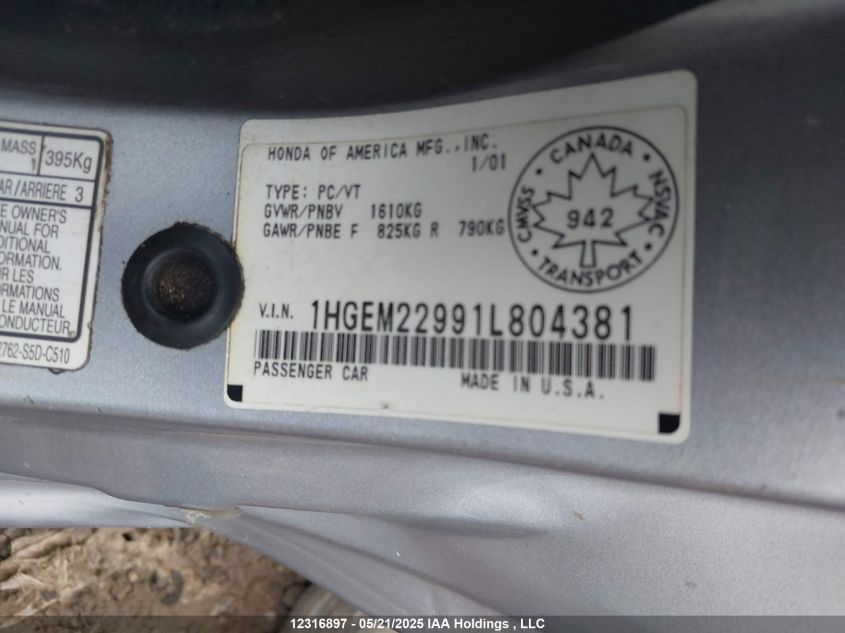 MASS 395Kg
AR/ARRIERE 3
E OWNER'S
NUAL FOR
DITIONAL
ORMATION.
R LES
ORMATIONS
LE MANUAL
CONDUCTEUR.
2762-S5D-C510
HONDA OF AMERICA MFG., INC.
1/01
TYPE: PC/VT
GVWR/PNBV 1610KG
GAWR/PNBE F 825KG R 790KG
CANADA
CMVSS
NSVAC
942
TRANSPORT
V.I.N. 1HGEM22991L804381
PASSENGER CAR MADE IN U.S.A.
12316897 - 05/21/2025 IAA Holdings , LLC